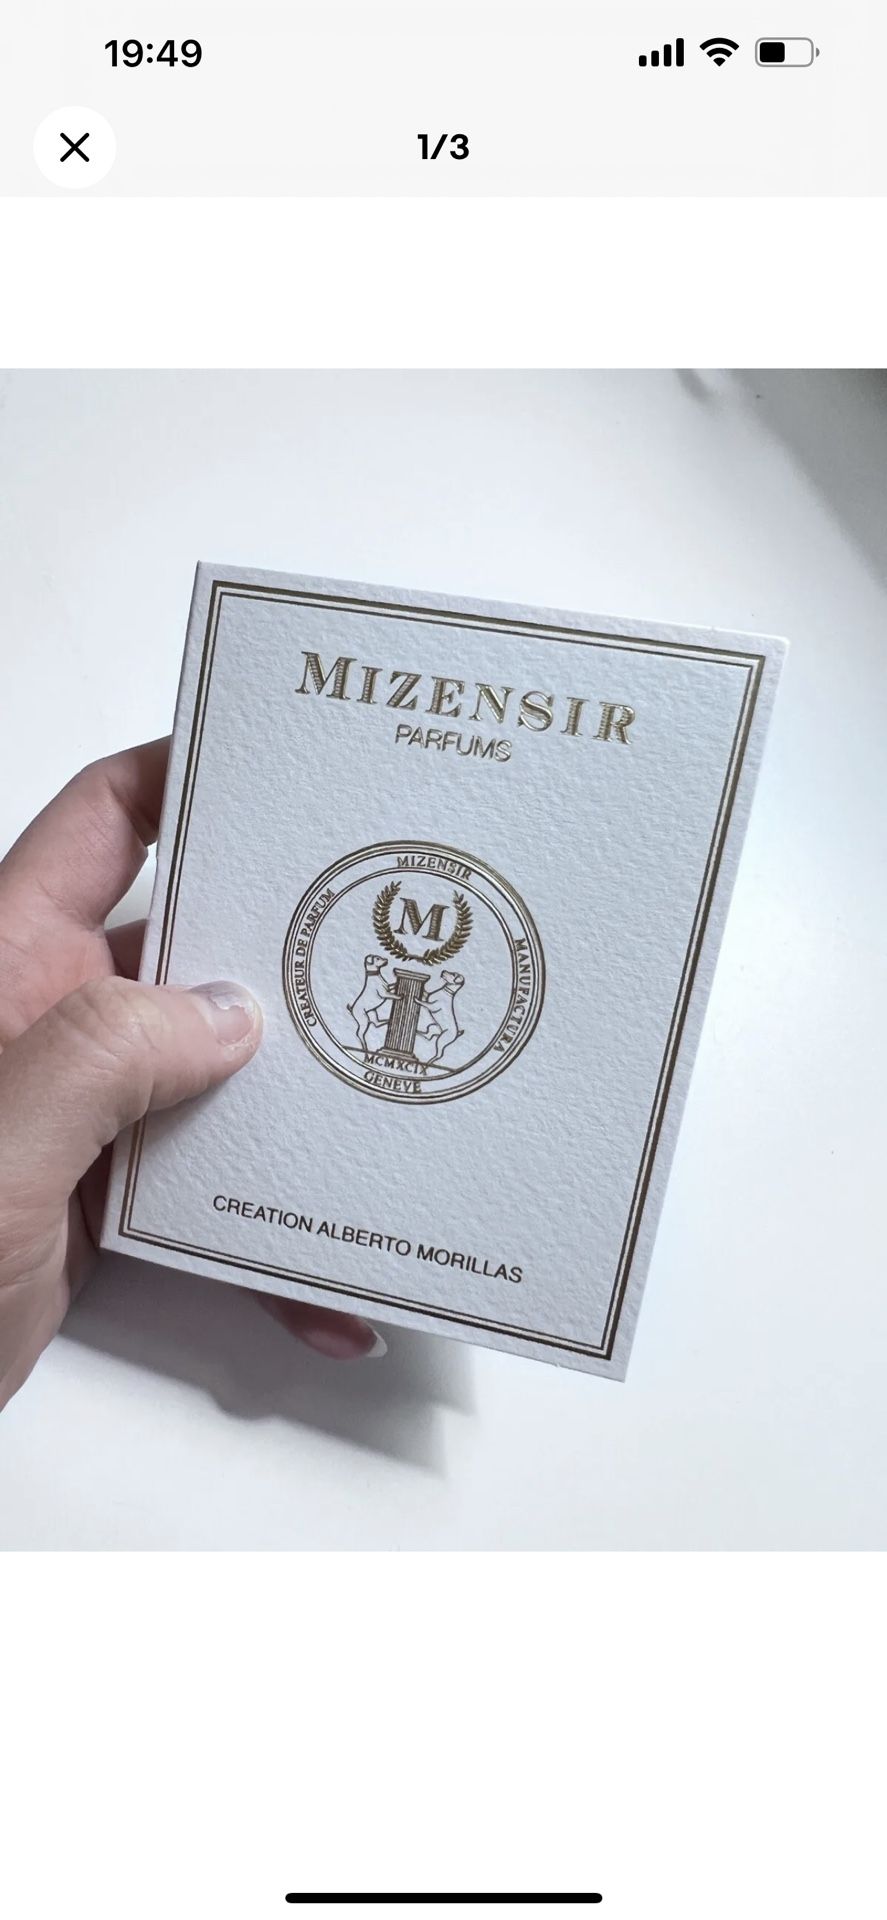 19:49
1/3
MIZENSIR
PARFUMS
MIZENSIR
CREATEUR DE PARFUM
M
MANUFACTURA
MCMXCIX
GENEVE
CREATION ALBERTO MORILLAS